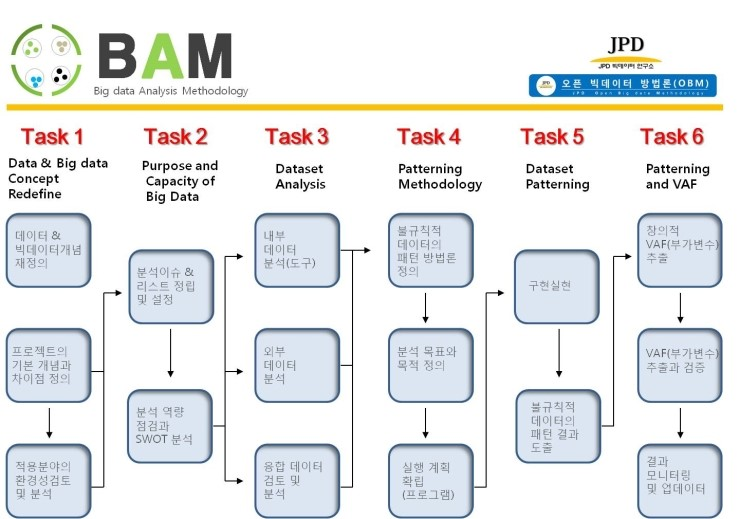 BAM
Big data Analysis Methodology
JPD
JPD 빅데이터 연구소
오픈 빅데이터 방법론(OBM)
JPD Open Big data Methodology
Task 1
Data & Big data
Concept
Redefine
데이터 &
빅데이터개념
재정의
프로젝트의
기본 개념과
차이점 정의
적용분야의
환경성검토
및 분석
Task 2
Purpose and
Capacity of
Big Data
분석이슈 &
리스트 정립
및 설정
분석 역량
점검과
SWOT 분석
Task 3
Dataset
Analysis
내부
데이터
분석(도구)
외부
데이터
분석
융합 데이터
검토 및
분석
Task 4
Patterning
Methodology
불규칙적
데이터의
패턴 방법론
정의
분석 목표와
목적 정의
실행 계획
확립
(프로그램)
Task 5
Dataset
Patterning
구현실현
불규칙적
데이터의
패턴 결과
도출
Task 6
Patterning
and VAF
창의적
VAF(부가변수)
추출
VAF(부가변수)
추출과 검증
결과
모니터링
및 업데이터